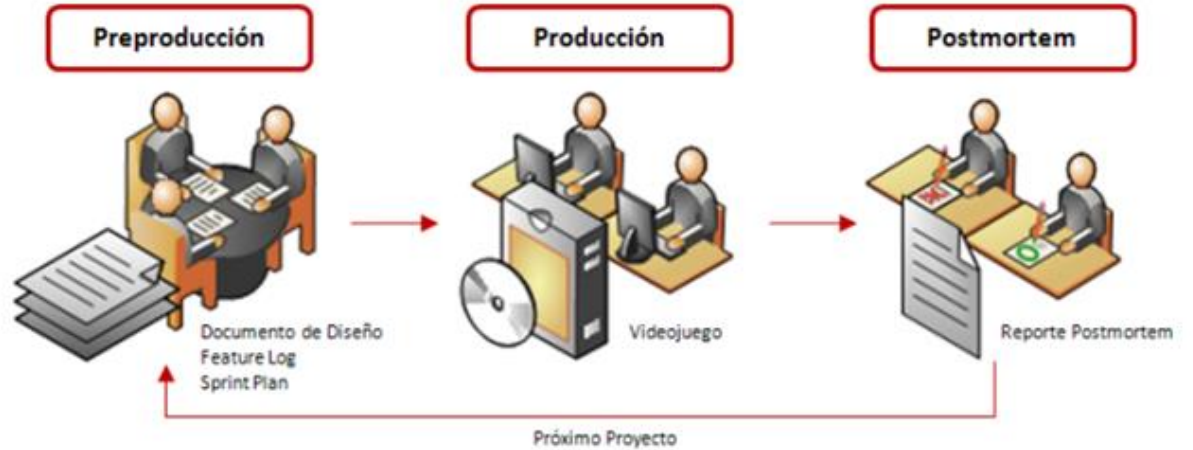 Preproducción
Producción
Postmortem
Documento de Diseño
Feature Log
Sprint Plan
Videojuego
Reporte Postmortem
Próximo Proyecto